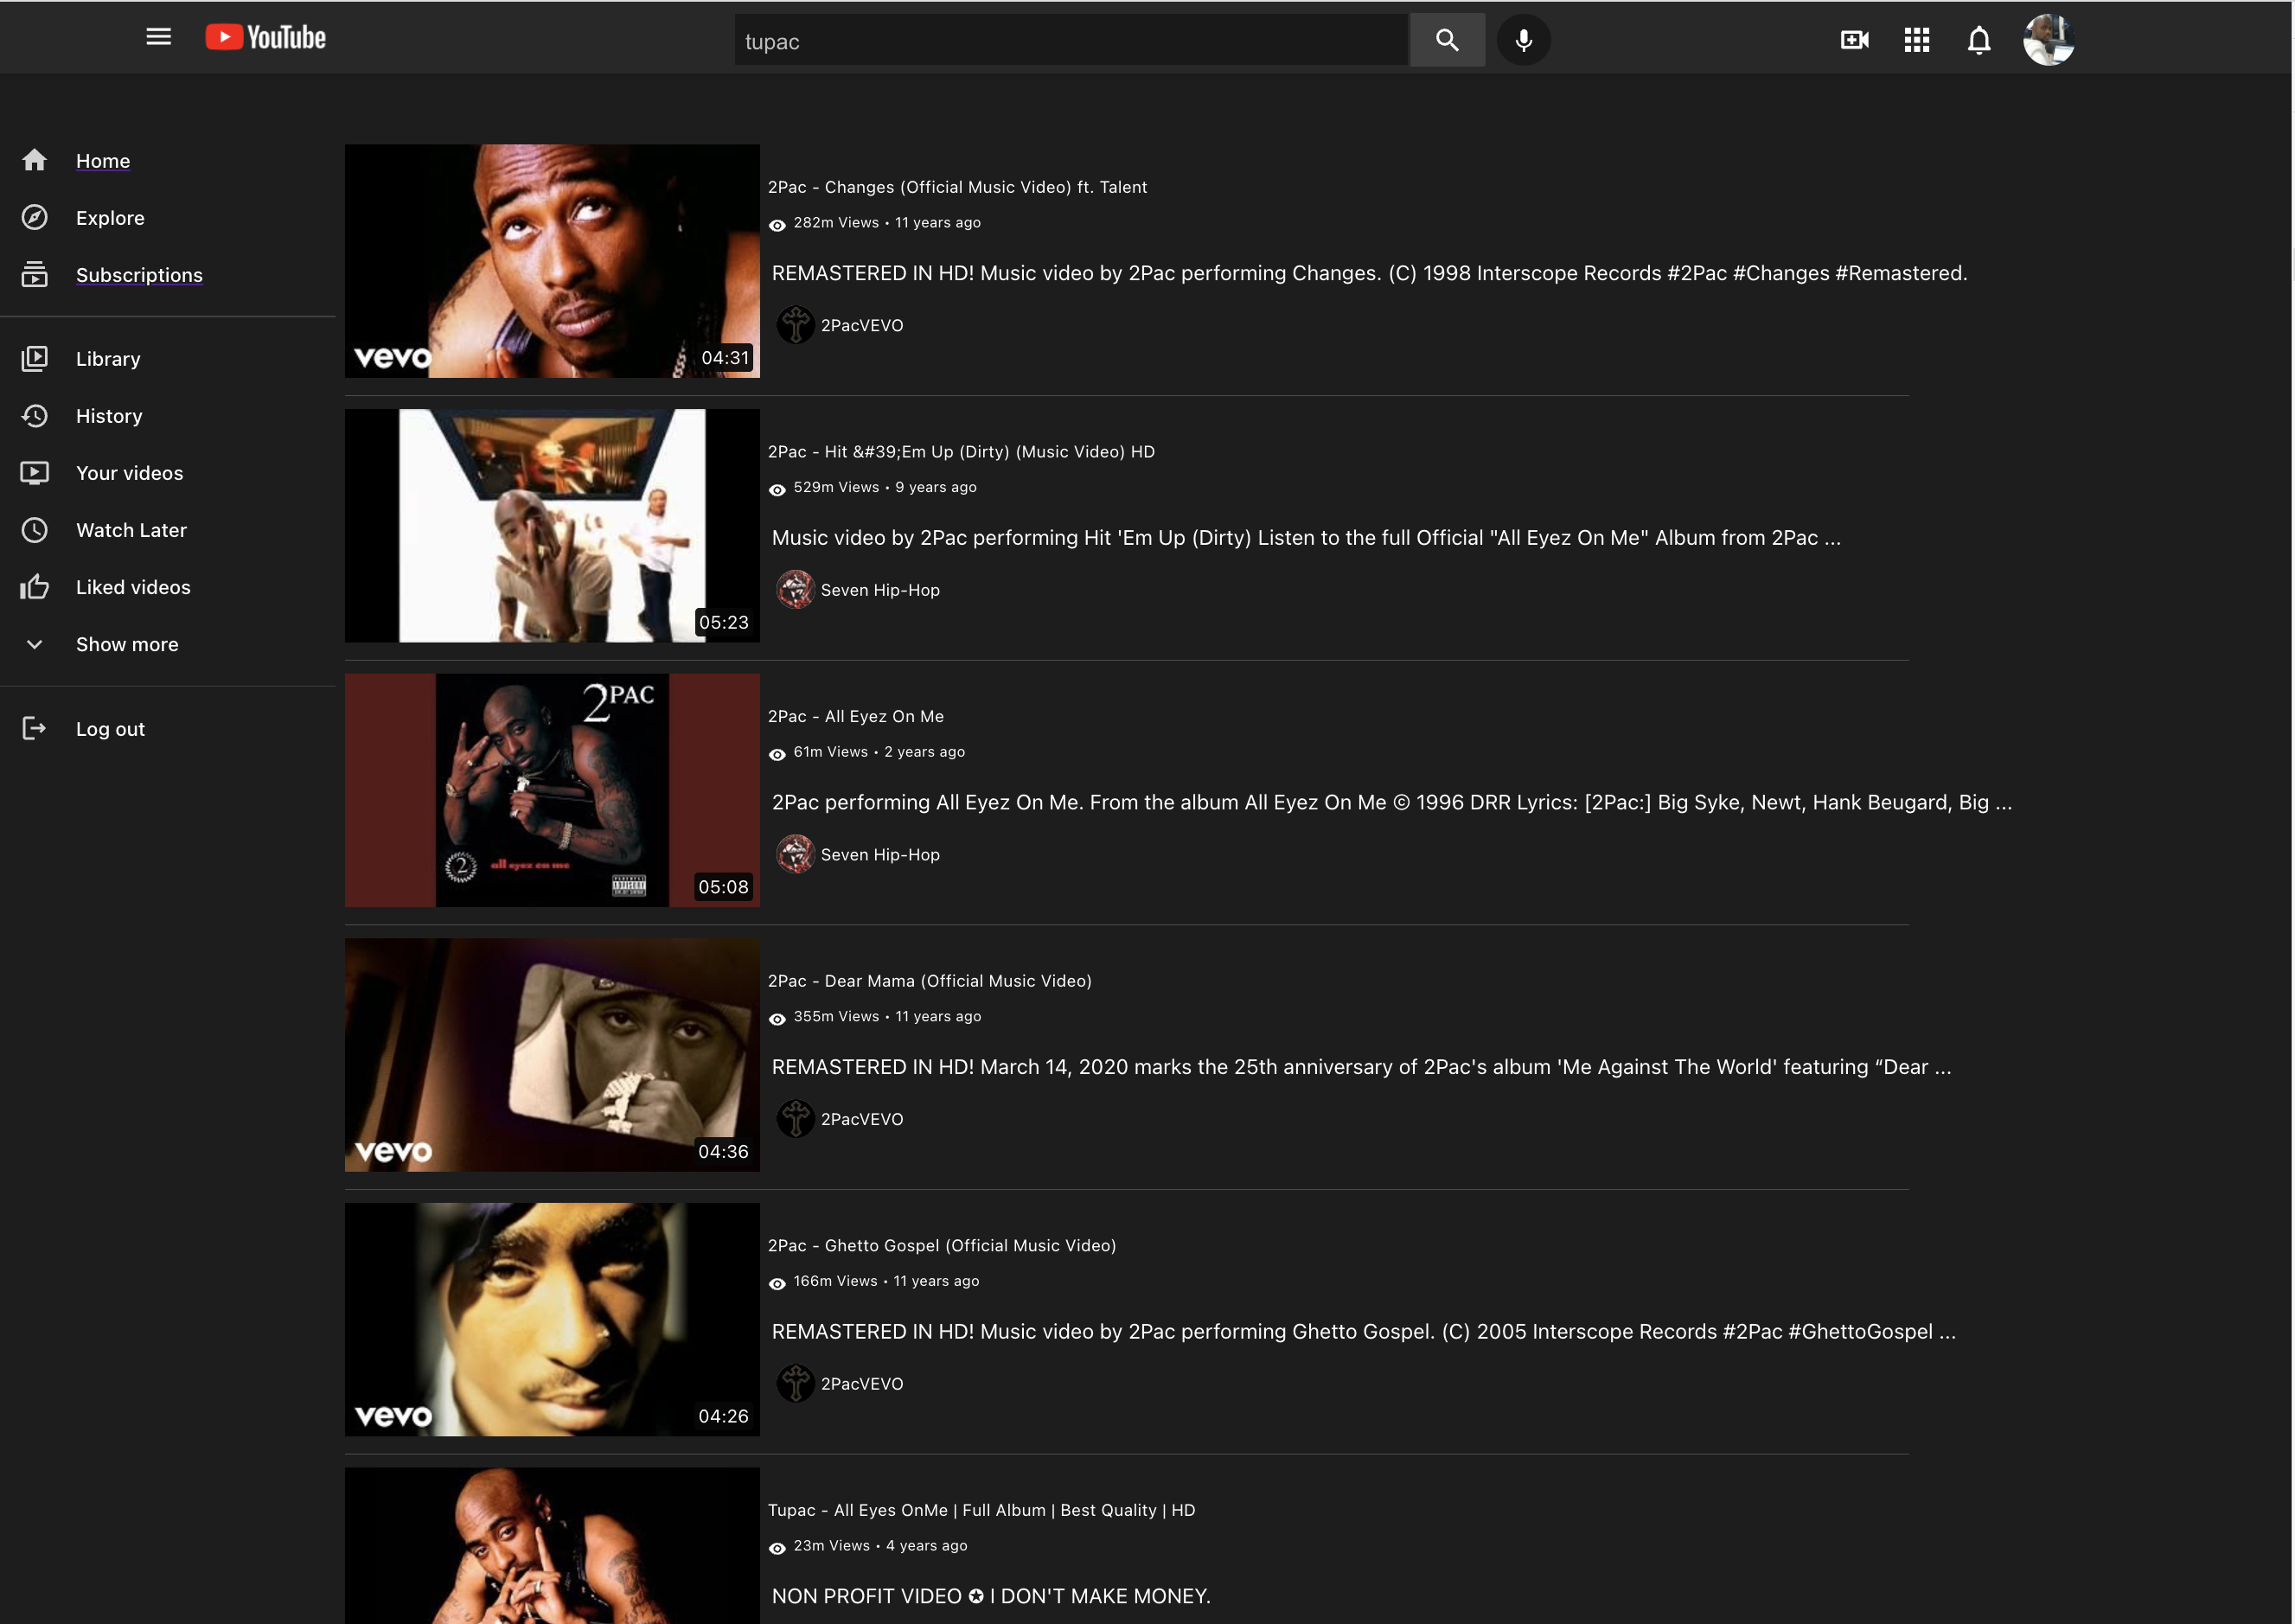 YouTube
tupac
Home
Explore
Subscriptions
Library
History
Your videos
Watch Later
Liked videos
Show more
Log out
vevo
04:31
2Pac - Changes (Official Music Video) ft. Talent
282m Views • 11 years ago
REMASTERED IN HD! Music video by 2Pac performing Changes. (C) 1998 Interscope Records #2Pac #Changes #Remastered.
2PacVEVO
05:23
2Pac - Hit &#39;Em Up (Dirty) (Music Video) HD
529m Views • 9 years ago
Music video by 2Pac performing Hit 'Em Up (Dirty) Listen to the full Official "All Eyez On Me" Album from 2Pac ...
Seven Hip-Hop
2PAC
2
all eyez on me
05:08
2Pac - All Eyez On Me
61m Views • 2 years ago
2Pac performing All Eyez On Me. From the album All Eyez On Me © 1996 DRR Lyrics: [2Pac:] Big Syke, Newt, Hank Beugard, Big ...
Seven Hip-Hop
vevo
04:36
2Pac - Dear Mama (Official Music Video)
355m Views • 11 years ago
REMASTERED IN HD! March 14, 2020 marks the 25th anniversary of 2Pac's album 'Me Against The World' featuring “Dear ...
2PacVEVO
vevo
04:26
2Pac - Ghetto Gospel (Official Music Video)
166m Views • 11 years ago
REMASTERED IN HD! Music video by 2Pac performing Ghetto Gospel. (C) 2005 Interscope Records #2Pac #GhettoGospel ...
2PacVEVO
Tupac - All Eyes OnMe | Full Album | Best Quality | HD
23m Views • 4 years ago
NON PROFIT VIDEO ✪ I DON'T MAKE MONEY.